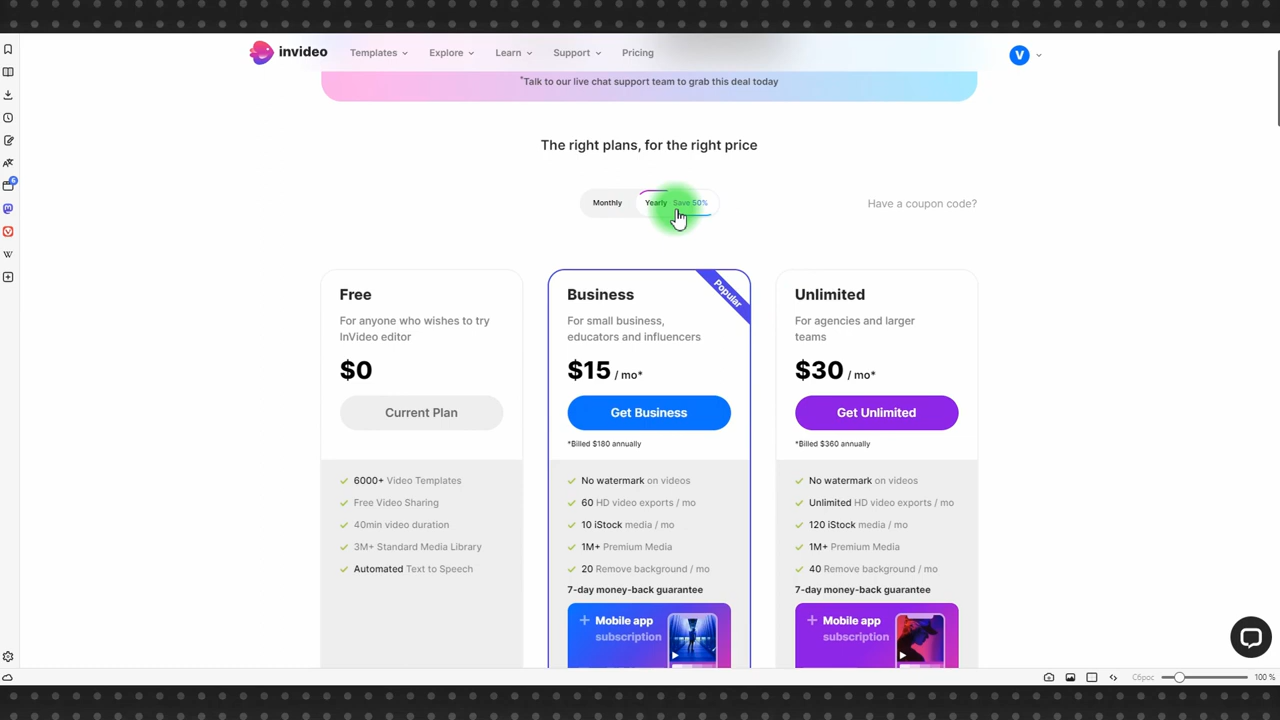 invideo
Templates
Explore
Learn
Support
Pricing
V
*Talk to our live chat support team to grab this deal today
The right plans, for the right price
Monthly
Yearly Save 50%
Have a coupon code?
Free
For anyone who wishes to try
InVideo editor
$0
Current Plan
6000+ Video Templates
Free Video Sharing
40min video duration
3M+ Standard Media Library
Automated Text to Speech
Popular
Business
For small business,
educators and influencers
$15 / mo*
Get Business
*Billed $180 annually
No watermark on videos
60 HD video exports / mo
10 iStock media / mo
1M+ Premium Media
20 Remove background / mo
7-day money-back guarantee
+ Mobile app
subscription
Unlimited
For agencies and larger
teams
$30 / mo*
Get Unlimited
*Billed $360 annually
No watermark on videos
Unlimited HD video exports / mo
120 iStock media / mo
1M+ Premium Media
40 Remove background / mo
7-day money-back guarantee
+ Mobile app
subscription
W
Сброс
100 %